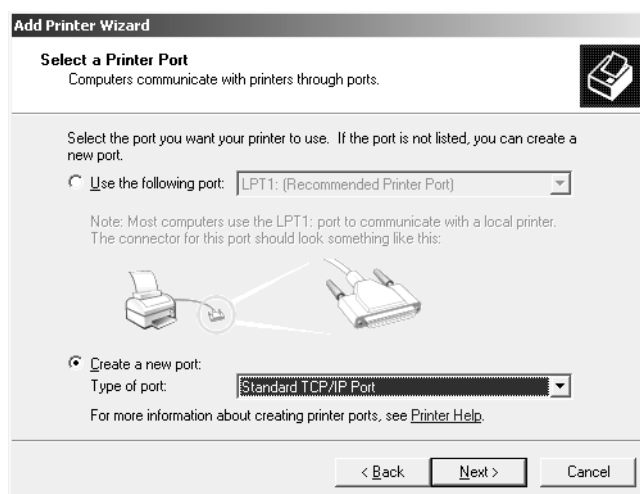 Add Printer Wizard
Select a Printer Port
Computers communicate with printers through ports.
Select the port you want your printer to use. If the port is not listed, you can create a
new port.
Use the following port: LPT1: (Recommended Printer Port)
Note: Most computers use the LPT1: port to communicate with a local printer.
The connector for this port should look something like this:
Create a new port:
Type of port: Standard TCP/IP Port
For more information about creating printer ports, see Printer Help.
< Back Next > Cancel